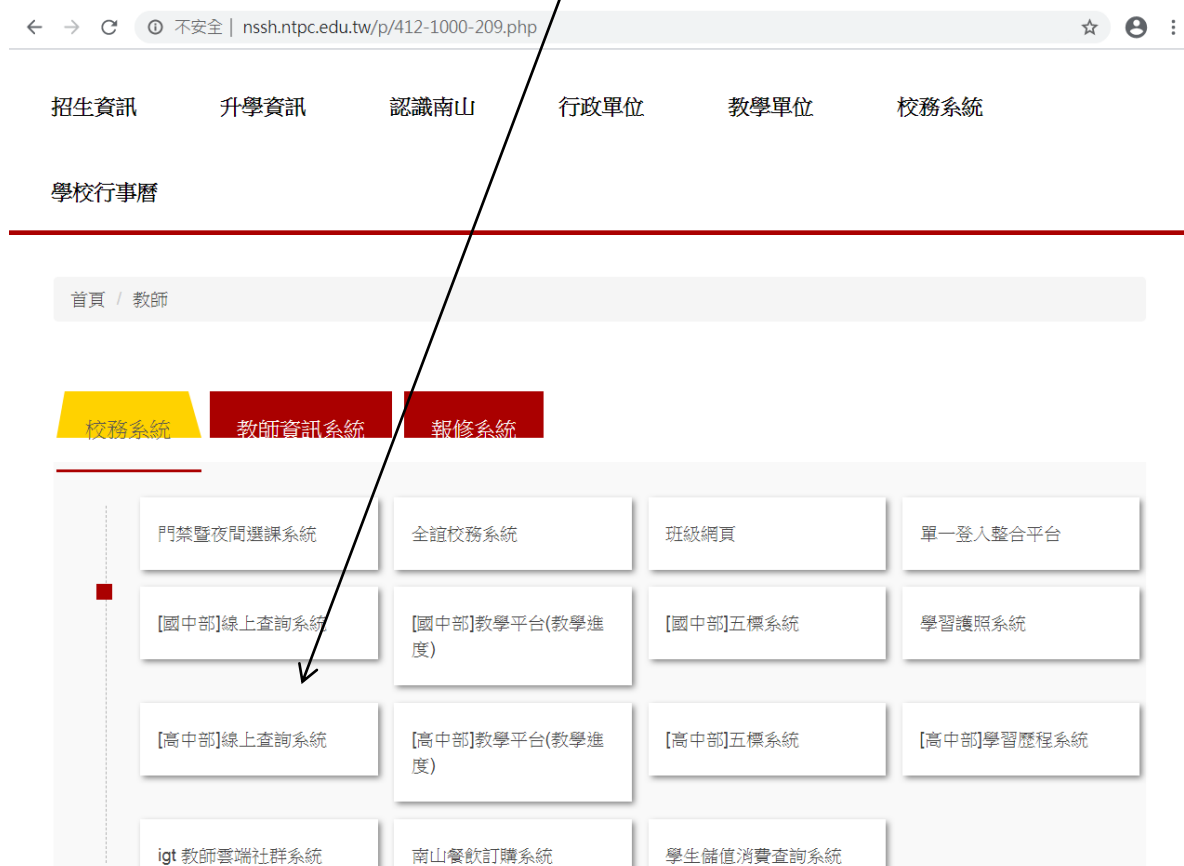 不安全 | nssh.ntpc.edu.tw/p/412-1000-209.php
招生資訊 升學資訊 認識南山 行政單位 教學單位 校務系統
學校行事曆
首頁 / 教師
校務系統 教師資訊系統 報修系統
門禁暨夜間選課系統
全誼校務系統
班級網頁
單一登入整合平台
[國中部]線上查詢系統
[國中部]教學平台(教學進
度)
[國中部]五標系統
學習護照系統
[高中部]線上查詢系統
[高中部]教學平台(教學進
度)
[高中部]五標系統
[高中部]學習歷程系統
igt 教師雲端社群系統
南山餐飲訂購系統
學生儲值消費查詢系統